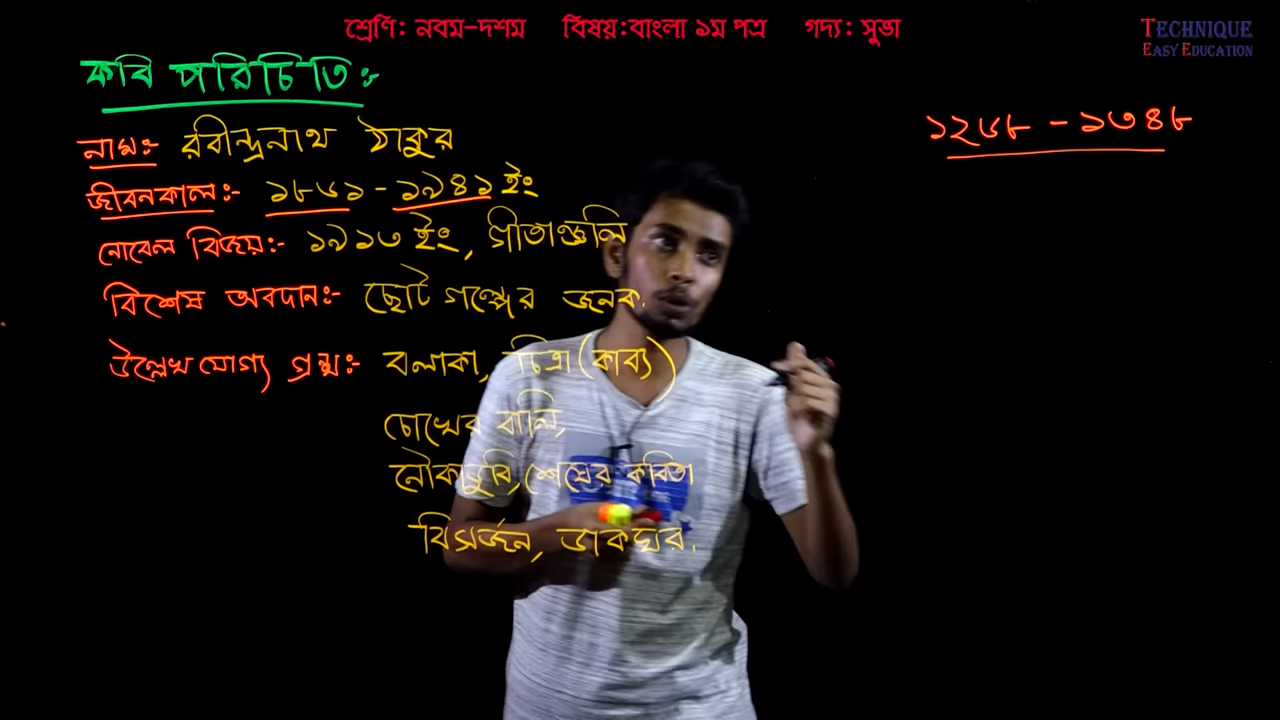 শ্রেণি: নবম-দশম বিষয়:বাংলা ১ম পত্র গদ্য: সুভা
TECHNIQUE
EASY EDUCATION
কবি পরিচিতি:-
নাম:- রবীন্দ্রনাথ ঠাকুর
১২৬৮ - ১৩৪৮
জীবনকাল:- ১৮৬১ - ১৯৪১ ইং
নোবেল বিজয়:- ১৯১৩ ইং, গীতাঞ্জলি
বিশেষ অবদান:- ছোট গল্পের জনক.
উল্লেখযোগ্য গ্রন্থ:- বলাকা, চিত্রা (কাব্য)
চোখের বালি,
নৌকাডুবি, শেষের কবিতা
বিসর্জন, ডাকঘর.